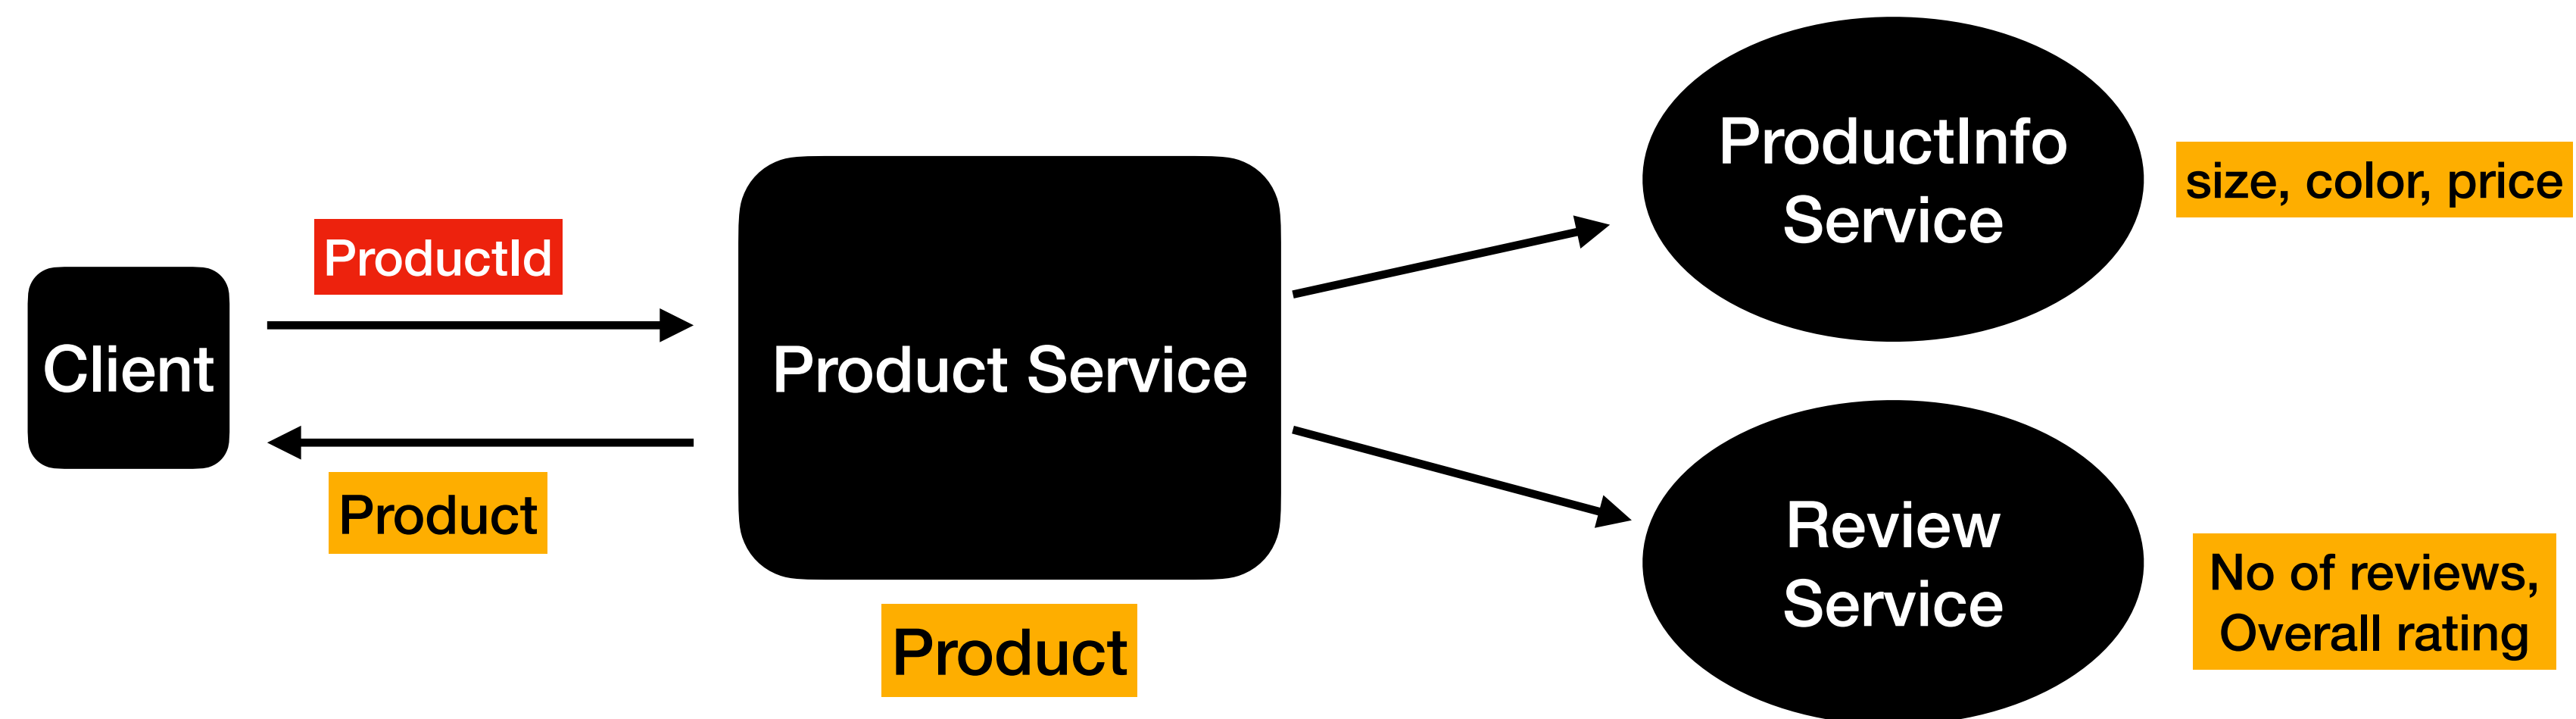 Client
ProductId
Product
Product Service
Product
ProductInfo
Service
size, color, price
Review
Service
No of reviews,
Overall rating